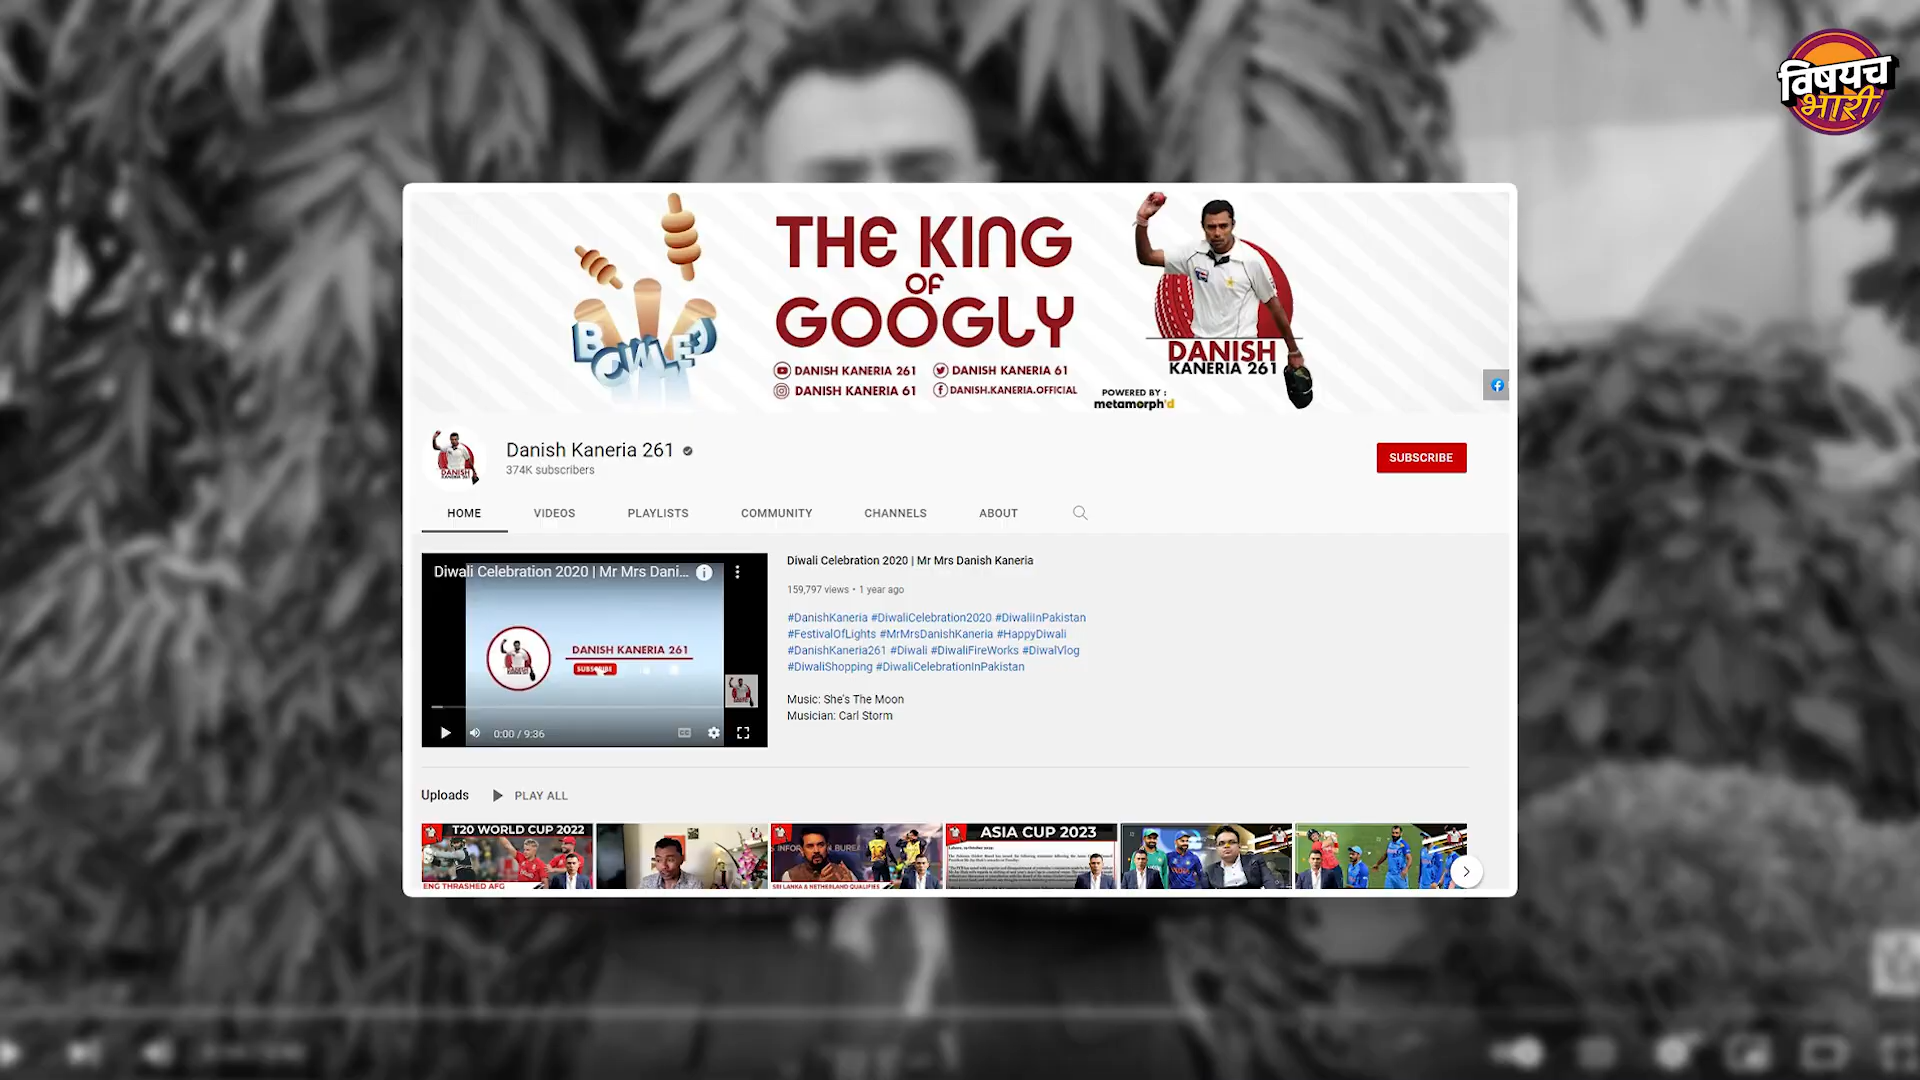 विषयच
भारी
BOWLED
THE KING
OF
GOOGLY
DANISH KANERIA 261
DANISH KANERIA 61
DANISH KANERIA 61
DANISH.KANERIA.OFFICIAL
DANISH
KANERIA 261
POWERED BY :
metamorph'd
Danish Kaneria 261
374K subscribers
SUBSCRIBE
HOME
VIDEOS
PLAYLISTS
COMMUNITY
CHANNELS
ABOUT
Diwali Celebration 2020 | Mr Mrs Dani...
DANISH KANERIA 261
SUBSCRIBE
0:00 / 9:36
Diwali Celebration 2020 | Mr Mrs Danish Kaneria
159,797 views • 1 year ago
#DanishKaneria #DiwaliCelebration2020 #DiwaliInPakistan
#FestivalOfLights #MrMrsDanishKaneria #HappyDiwali
#DanishKaneria261 #Diwali #DiwaliFireWorks #DiwalVlog
#DiwaliShopping #DiwaliCelebrationInPakistan
Music: She's The Moon
Musician: Carl Storm
Uploads
PLAY ALL
T20 WORLD CUP 2022
ENG THRASHED AFG
SRI LANKA & NETHERLAND QUALIFIES
ASIA CUP 2023